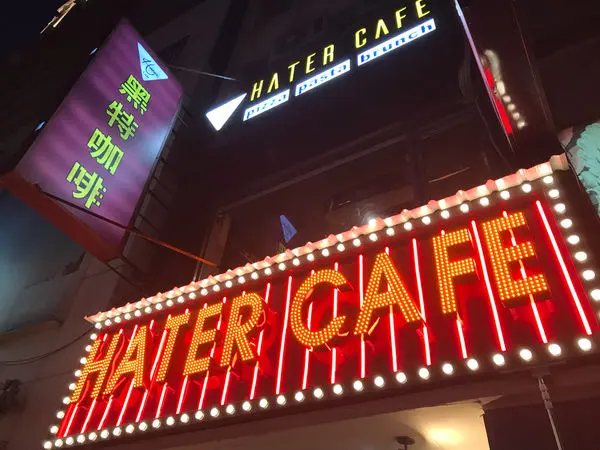 黑特咖啡
HATER CAFE
pizza pasta brunch
HATER CAFE